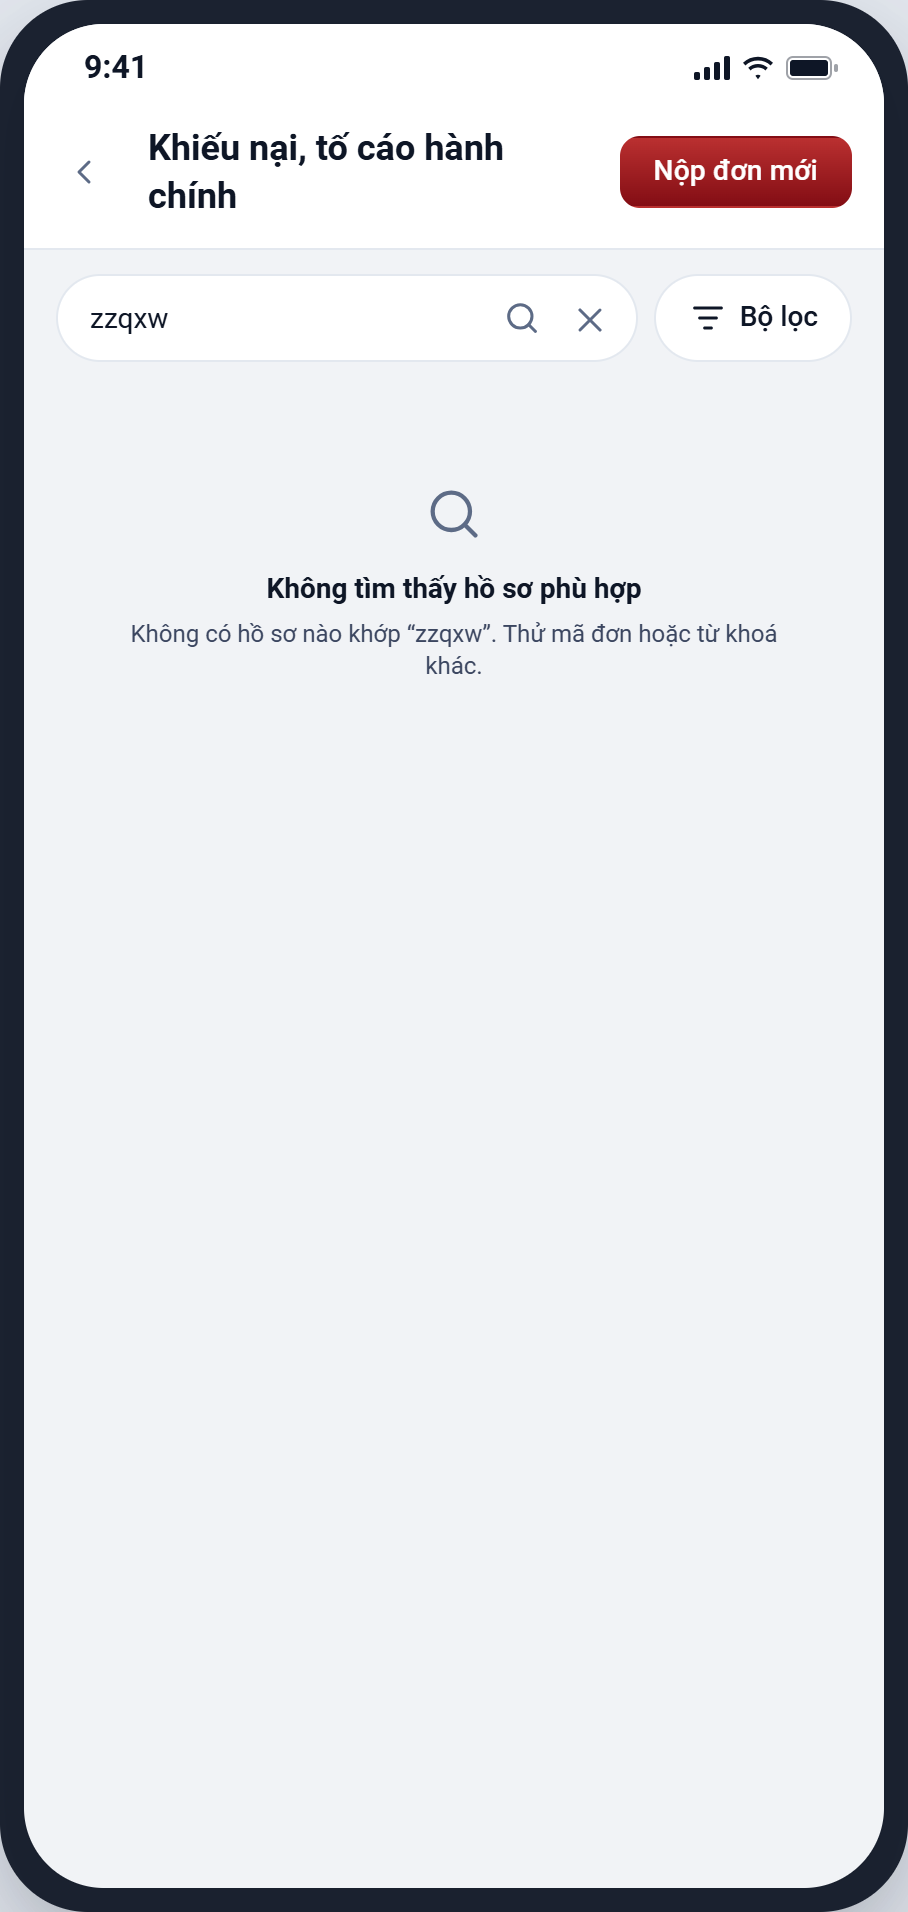 9:41
Khiếu nại, tố cáo hành
chính
Nộp đơn mới
zzqxw
Bộ lọc
Không tìm thấy hồ sơ phù hợp
Không có hồ sơ nào khớp “zzqxw”. Thử mã đơn hoặc từ khoá
khác.